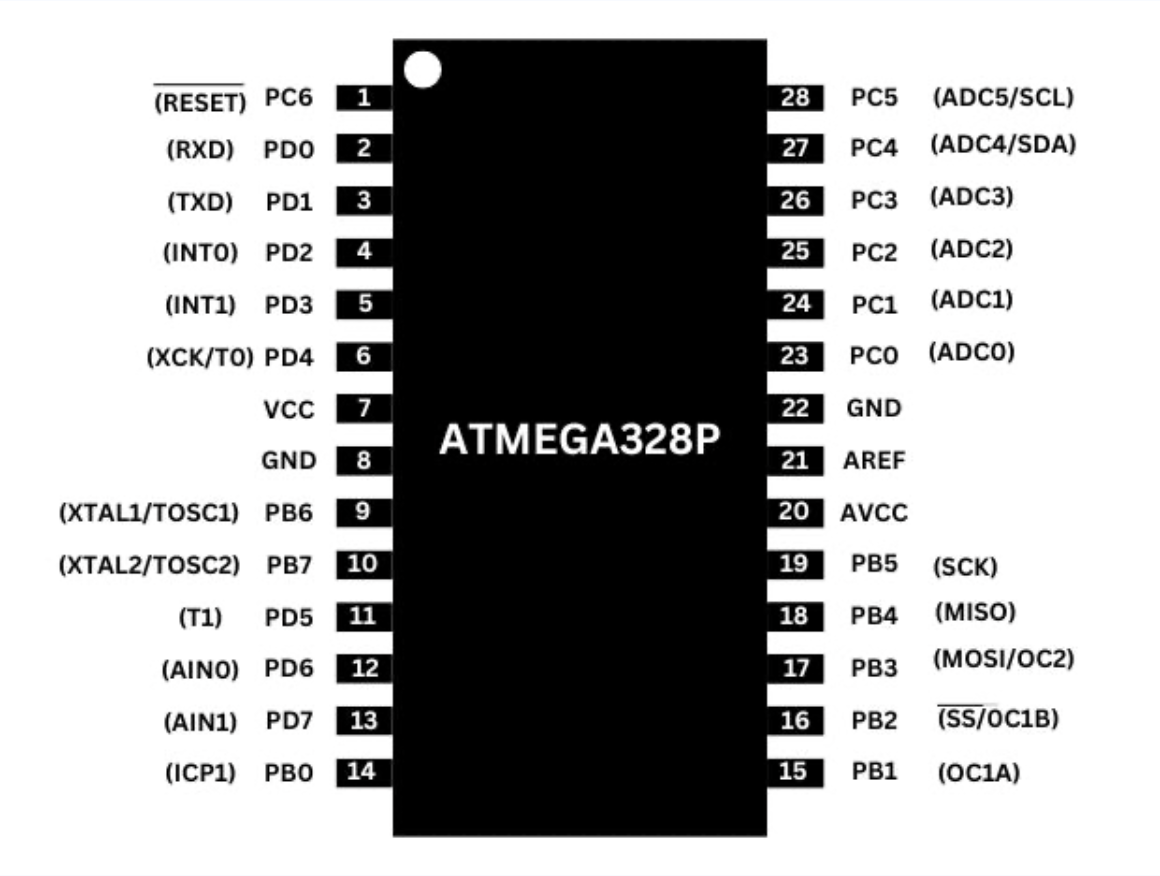 (RESET) PC6 1 28 PC5 (ADC5/SCL)
(RXD) PD0 2 27 PC4 (ADC4/SDA)
(TXD) PD1 3 26 PC3 (ADC3)
(INT0) PD2 4 25 PC2 (ADC2)
(INT1) PD3 5 24 PC1 (ADC1)
(XCK/T0) PD4 6 23 PC0 (ADC0)
VCC 7 22 GND
ATMEGA328P
GND 8 21 AREF
(XTAL1/TOSC1) PB6 9 20 AVCC
(XTAL2/TOSC2) PB7 10 19 PB5 (SCK)
(T1) PD5 11 18 PB4 (MISO)
(AIN0) PD6 12 17 PB3 (MOSI/OC2)
(AIN1) PD7 13 16 PB2 (SS/OC1B)
(ICP1) PB0 14 15 PB1 (OC1A)